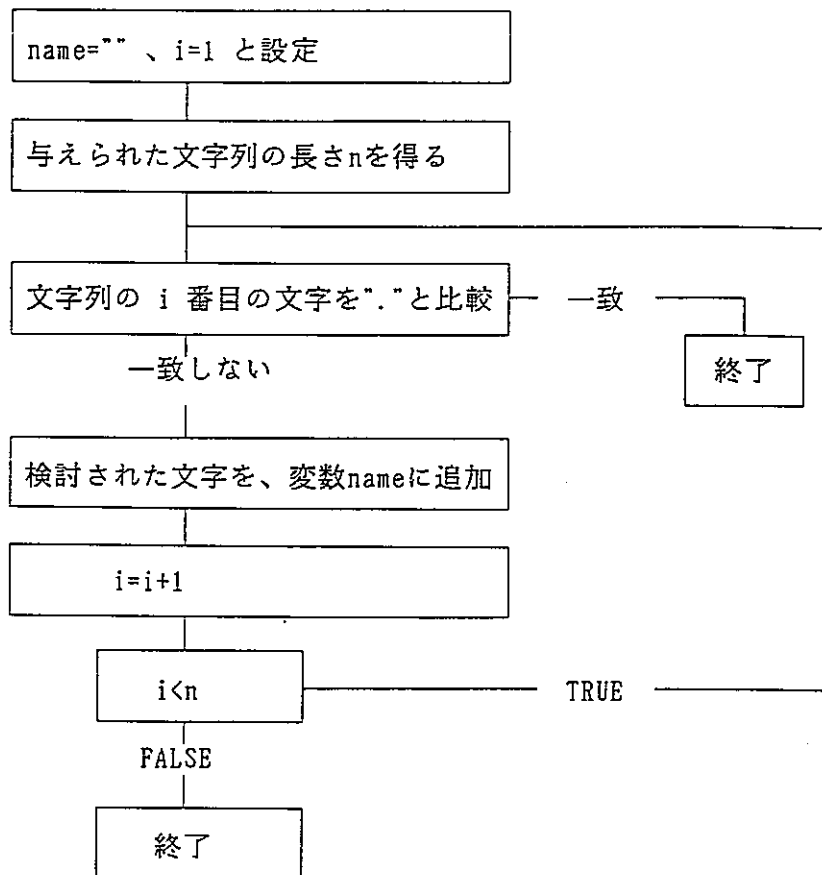 name="" 、i=1 と設定
与えられた文字列の長さnを得る
文字列の i 番目の文字を"."と比較
一致
一致しない
終了
検討された文字を、変数nameに追加
i=i+1
i<n
TRUE
FALSE
終了